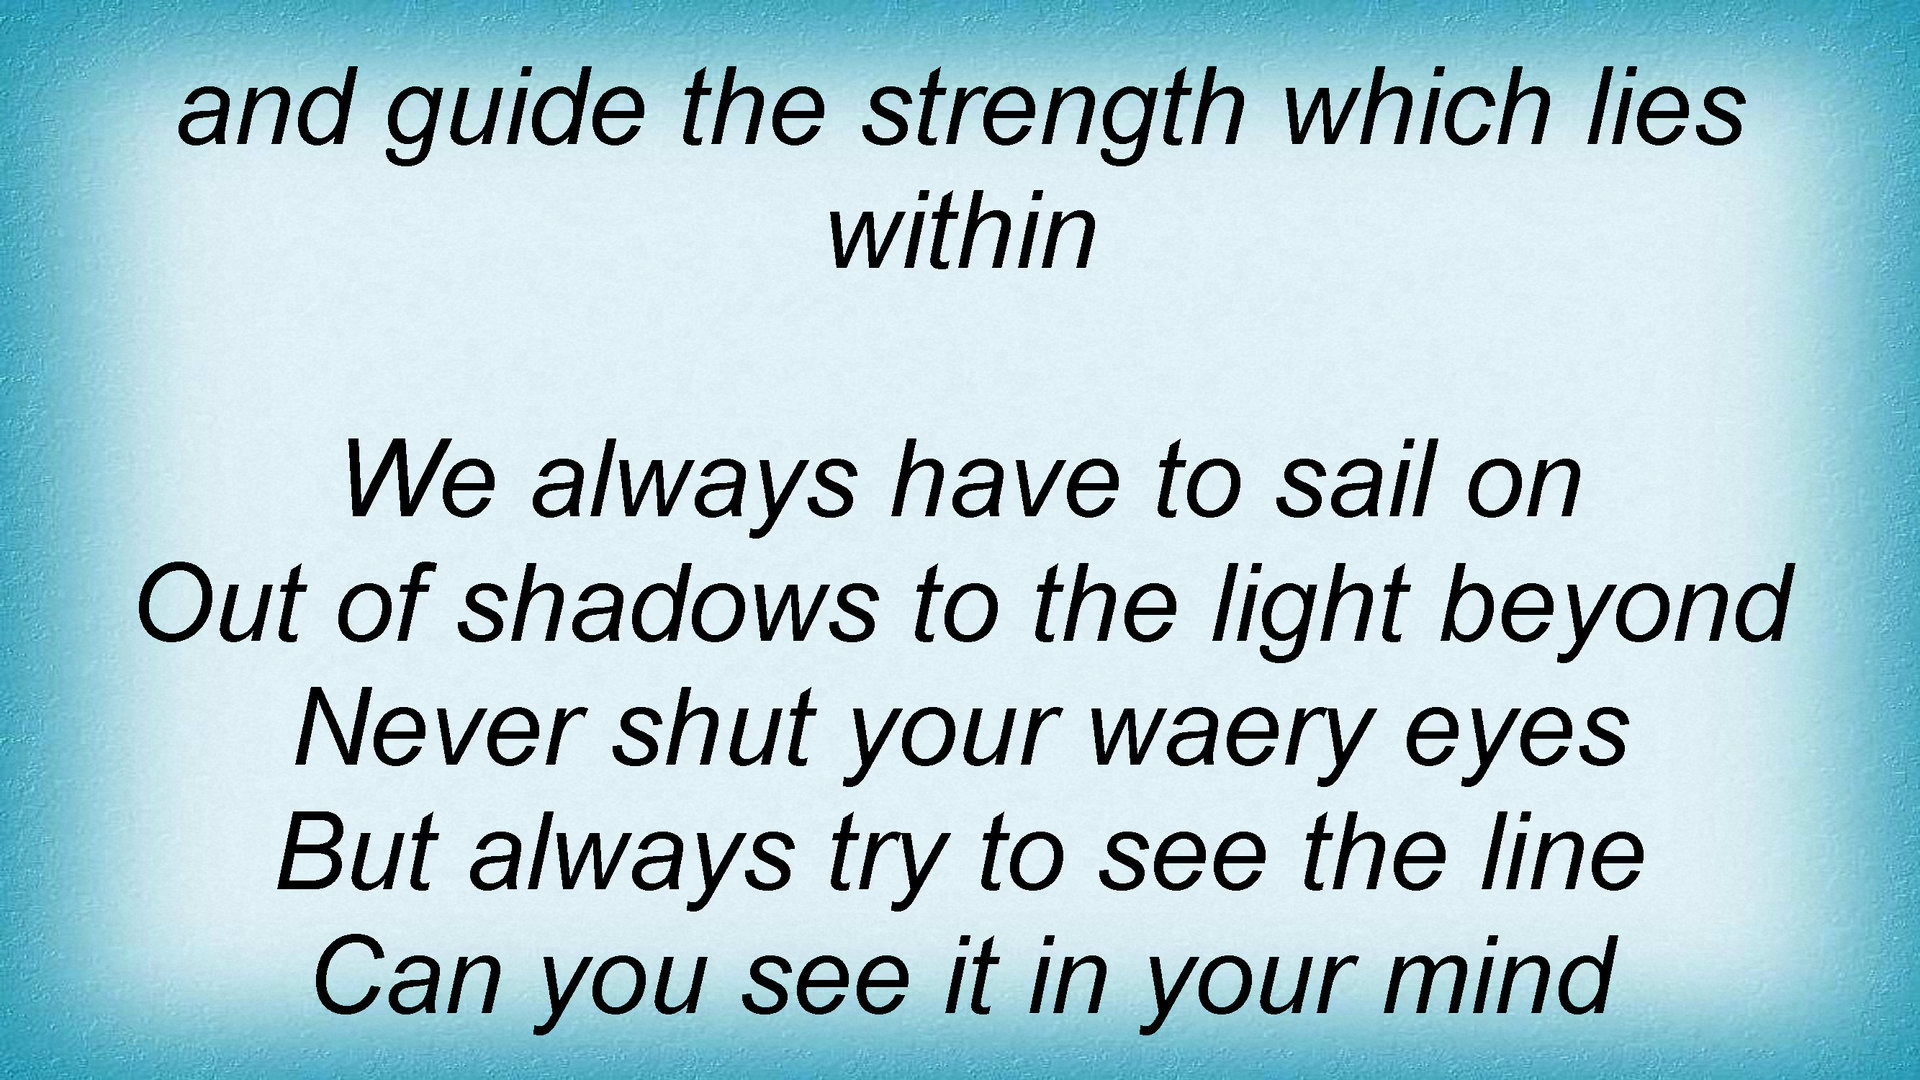 and guide the strength which lies
within
We always have to sail on
Out of shadows to the light beyond
Never shut your waery eyes
But always try to see the line
Can you see it in your mind